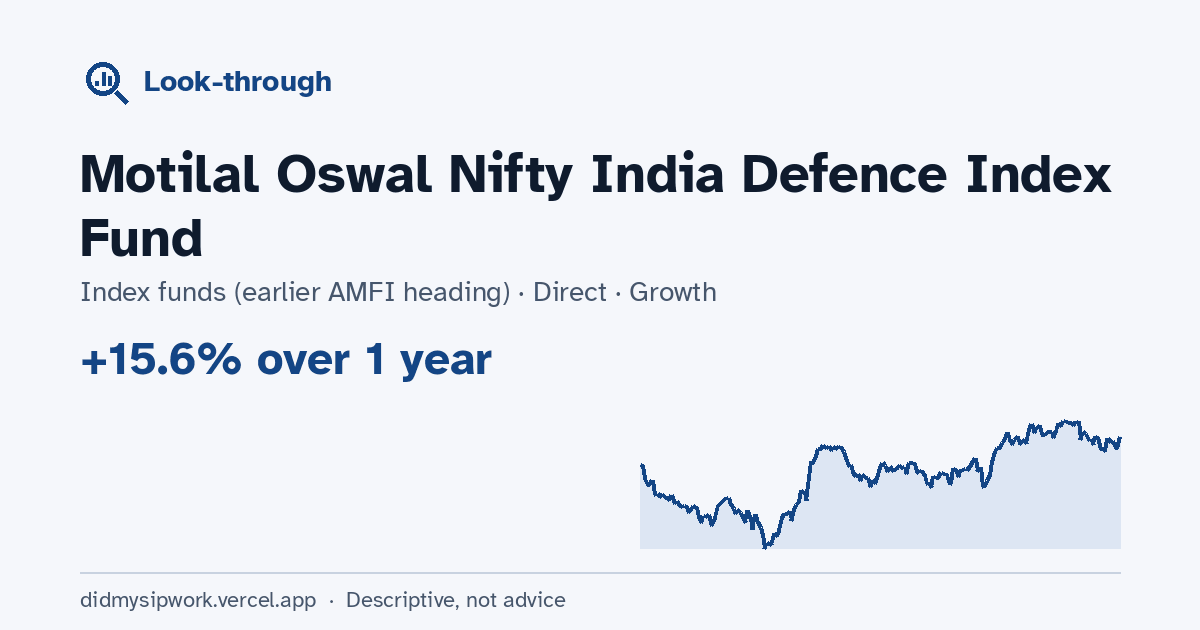 Look-through
Motilal Oswal Nifty India Defence Index
Fund
Index funds (earlier AMFI heading) · Direct · Growth
+15.6% over 1 year
didmysipwork.vercel.app · Descriptive, not advice